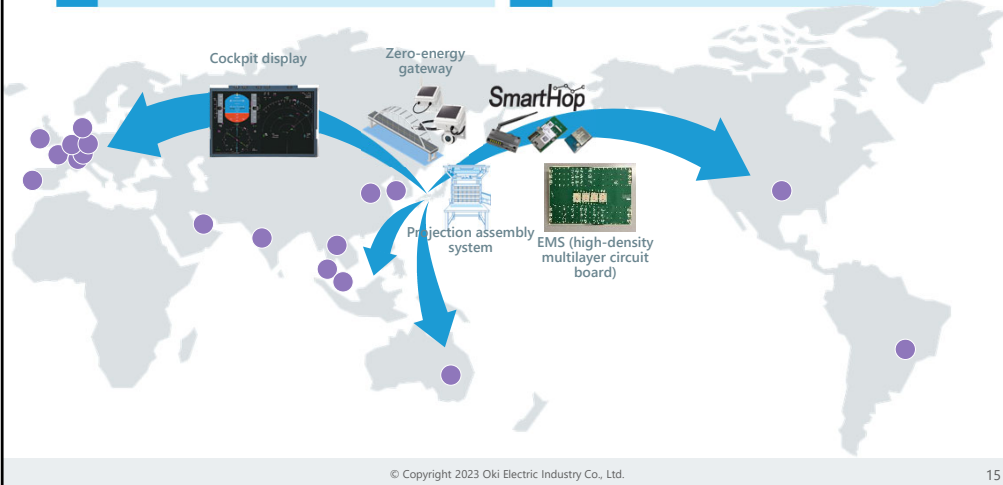 Cockpit display
Zero-energy
gateway
SmartHop
Projection assembly
system
EMS (high-density
multilayer circuit
board)
© Copyright 2023 Oki Electric Industry Co., Ltd.
15